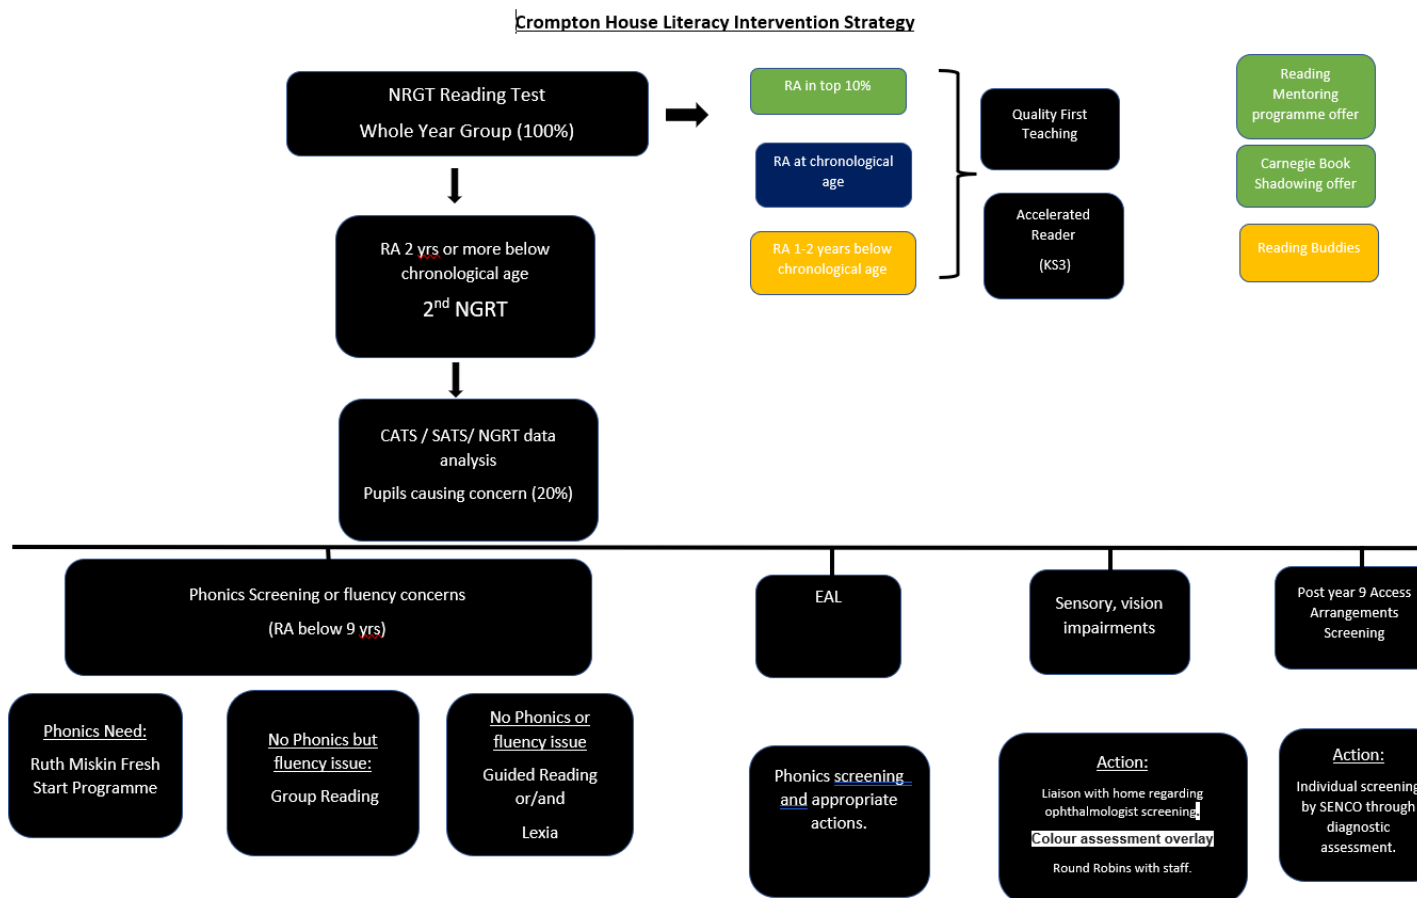 Crompton House Literacy Intervention Strategy
NRGT Reading Test
Whole Year Group (100%)
RA in top 10%
RA at chronological
age
RA 1-2 years below
chronological age
Quality First
Teaching
Accelerated
Reader
(KS3)
Reading
Mentoring
programme offer
Carnegie Book
Shadowing offer
Reading Buddies
RA 2 yrs or more below
chronological age
2nd NGRT
CATS / SATS/ NGRT data
analysis
Pupils causing concern (20%)
Phonics Screening or fluency concerns
(RA below 9 yrs)
EAL
Sensory, vision
impairments
Post year 9 Access
Arrangements
Screening
Phonics Need:
Ruth Miskin Fresh
Start Programme
No Phonics but
fluency issue:
Group Reading
No Phonics or
fluency issue
Guided Reading
or/and
Lexia
Phonics screening
and appropriate
actions.
Action:
Liaison with home regarding
ophthalmologist screening.
Colour assessment overlay
Round Robins with staff.
Action:
Individual screening
by SENCO through
diagnostic
assessment.